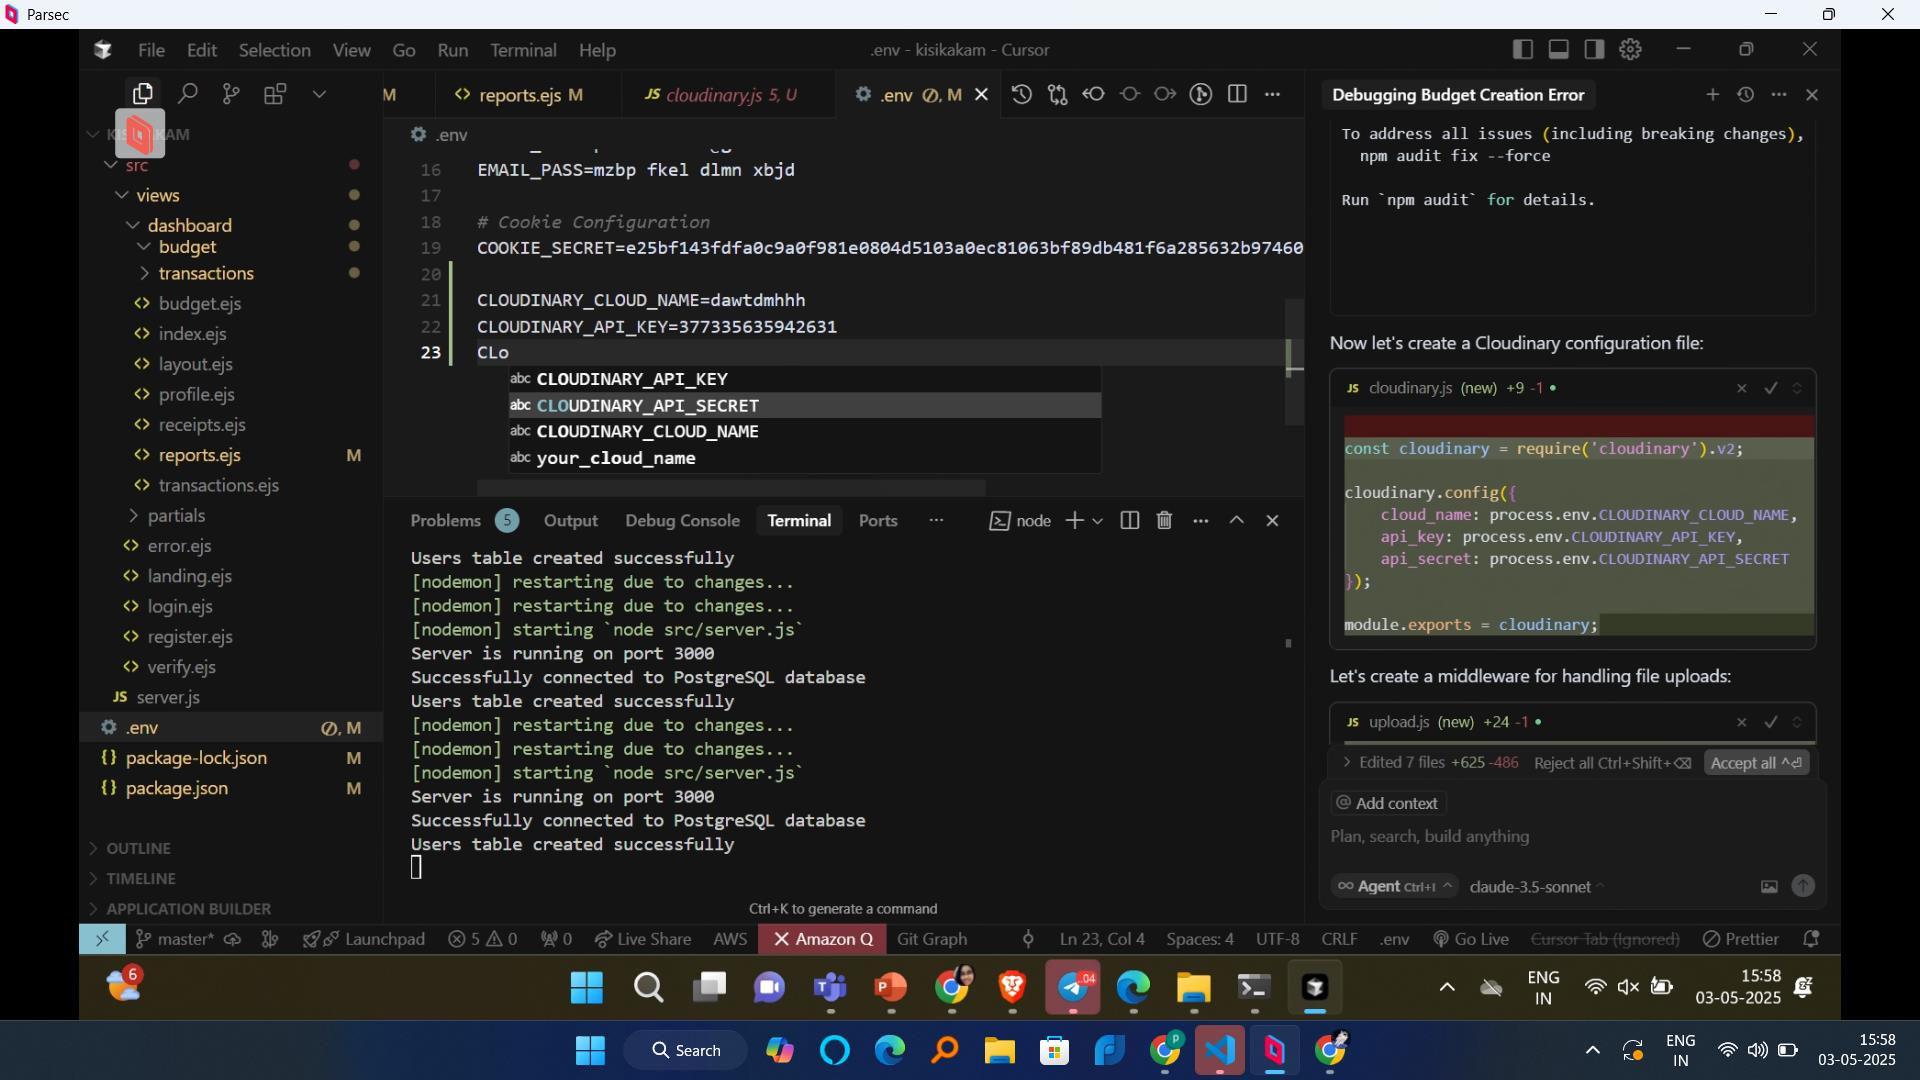 Parsec
File Edit Selection View Go Run Terminal Help
.env - kisikakam - Cursor
M
reports.ejs M
JS cloudinary.js 5, U
.env M
Debugging Budget Creation Error
.env
src
views
dashboard
budget
transactions
budget.ejs
index.ejs
layout.ejs
profile.ejs
receipts.ejs
reports.ejs M
transactions.ejs
partials
error.ejs
landing.ejs
login.ejs
register.ejs
verify.ejs
JS server.js
.env , M
{} package-lock.json M
{} package.json M
OUTLINE
TIMELINE
APPLICATION BUILDER
16 EMAIL_PASS=mzbp fkel dlmn xbjd
17
18 # Cookie Configuration
19 COOKIE_SECRET=e25bf143fdfa0c9a0f981e0804d5103a0ec81063bf89db481f6a285632b97460
20
21 CLOUDINARY_CLOUD_NAME=dawtdmhhh
22 CLOUDINARY_API_KEY=377335635942631
23 CLo
abc CLOUDINARY_API_KEY
abc CLOUDINARY_API_SECRET
abc CLOUDINARY_CLOUD_NAME
abc your_cloud_name
Problems 5 Output Debug Console Terminal Ports
node
Users table created successfully
[nodemon] restarting due to changes...
[nodemon] restarting due to changes...
[nodemon] starting `node src/server.js`
Server is running on port 3000
Successfully connected to PostgreSQL database
Users table created successfully
[nodemon] restarting due to changes...
[nodemon] restarting due to changes...
[nodemon] starting `node src/server.js`
Server is running on port 3000
Successfully connected to PostgreSQL database
Users table created successfully
Ctrl+K to generate a command
To address all issues (including breaking changes),
npm audit fix --force
Run `npm audit` for details.
Now let's create a Cloudinary configuration file:
JS cloudinary.js (new) +9 -1
const cloudinary = require('cloudinary').v2;
cloudinary.config({
cloud_name: process.env.CLOUDINARY_CLOUD_NAME,
api_key: process.env.CLOUDINARY_API_KEY,
api_secret: process.env.CLOUDINARY_API_SECRET
});
module.exports = cloudinary;
Let's create a middleware for handling file uploads:
JS upload.js (new) +24 -1
Edited 7 files +625 -486 Reject all Ctrl+Shift+⌫ Accept all ^⏎
@ Add context
Plan, search, build anything
∞ Agent Ctrl+I claude-3.5-sonnet
master* Launchpad 5 0 0 Live Share AWS Amazon Q Git Graph
Ln 23, Col 4 Spaces: 4 UTF-8 CRLF .env Go Live Cursor Tab (Ignored) Prettier
6
04
ENG
IN
15:58
03-05-2025
Search
P
ENG
IN
15:58
03-05-2025